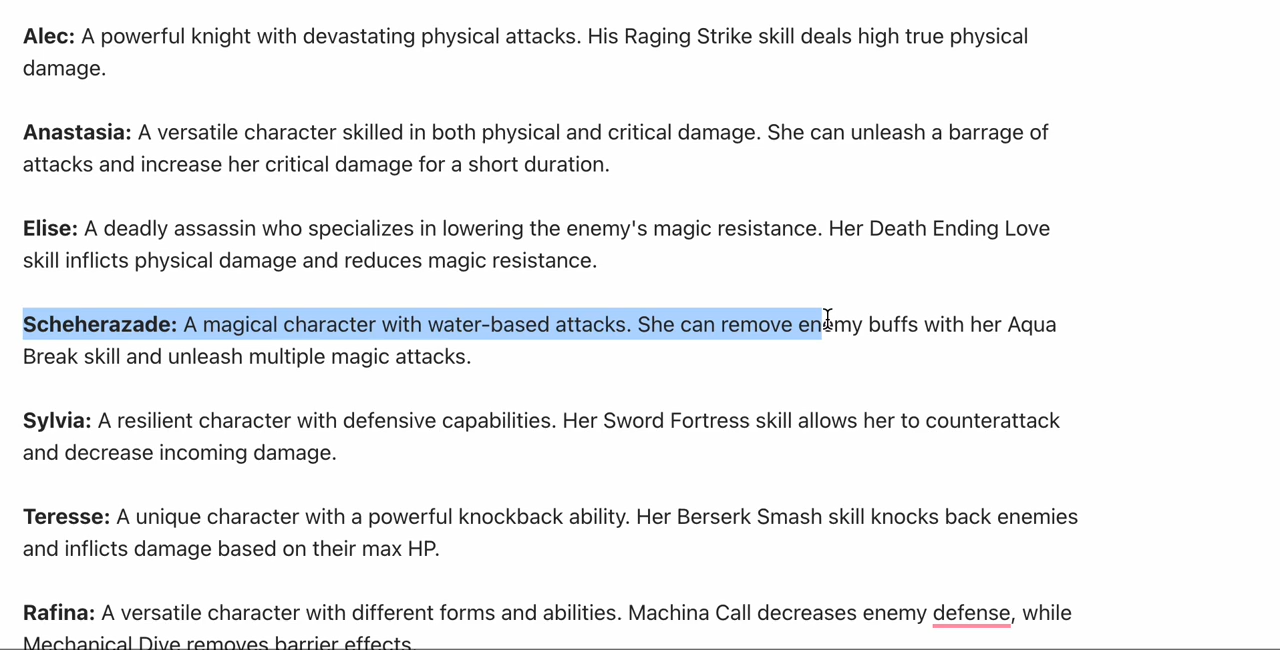 Alec: A powerful knight with devastating physical attacks. His Raging Strike skill deals high true physical
damage.
Anastasia: A versatile character skilled in both physical and critical damage. She can unleash a barrage of
attacks and increase her critical damage for a short duration.
Elise: A deadly assassin who specializes in lowering the enemy's magic resistance. Her Death Ending Love
skill inflicts physical damage and reduces magic resistance.
Scheherazade: A magical character with water-based attacks. She can remove enemy buffs with her Aqua
Break skill and unleash multiple magic attacks.
Sylvia: A resilient character with defensive capabilities. Her Sword Fortress skill allows her to counterattack
and decrease incoming damage.
Teresse: A unique character with a powerful knockback ability. Her Berserk Smash skill knocks back enemies
and inflicts damage based on their max HP.
Rafina: A versatile character with different forms and abilities. Machina Call decreases enemy defense, while
Mechanical Dive removes barrier effects.